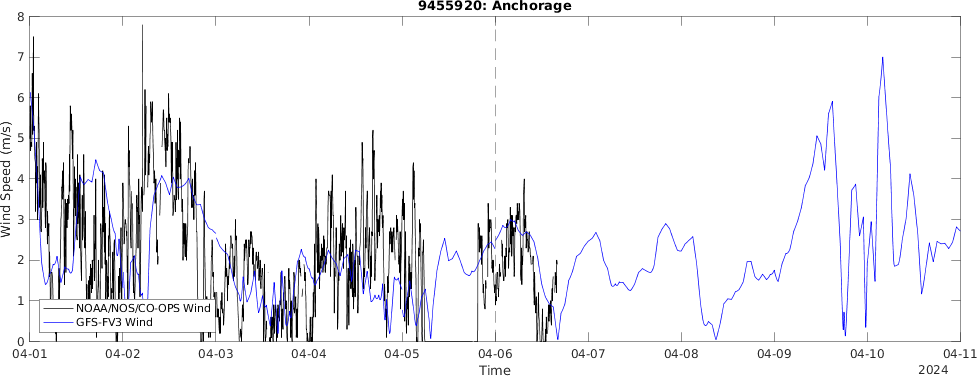 9455920: Anchorage
8
7
6
5
4
3
2
1
0
Wind Speed (m/s)
NOAA/NOS/CO-OPS Wind
GFS-FV3 Wind
04-01 04-02 04-03 04-04 04-05 04-06 04-07 04-08 04-09 04-10 04-11
Time
2024